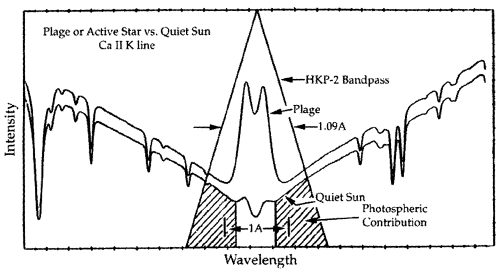 Plage or Active Star vs. Quiet Sun
Ca II K line
HKP-2 Bandpass
Plage
1.09A
Intensity
Quiet Sun
Photospheric
Contribution
1A
Wavelength